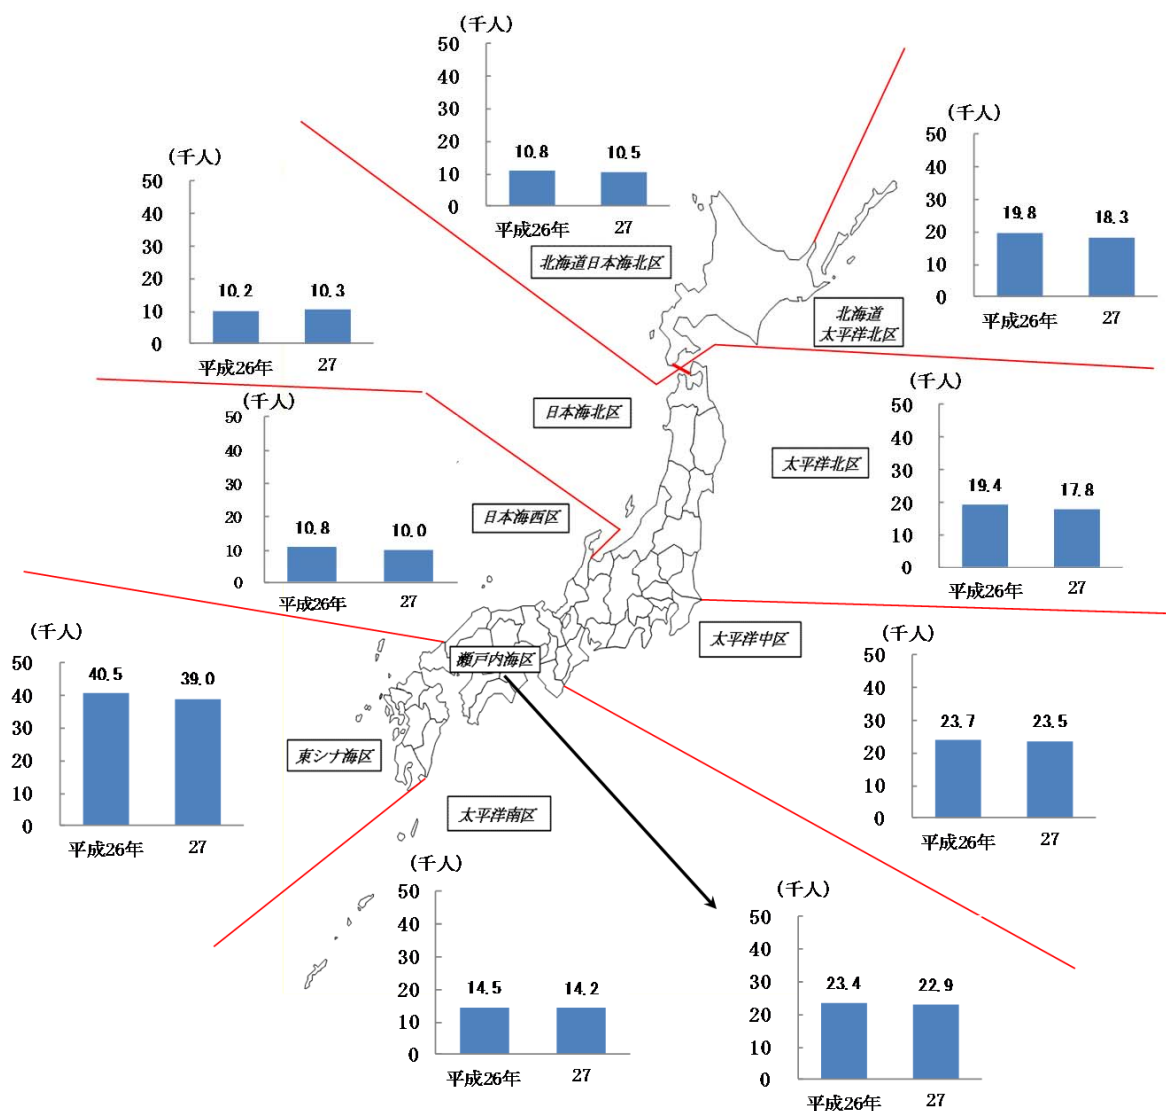 (千人)
50
40
30
20
10
0
10.8
10.5
平成26年
27
北海道日本海北区
(千人)
50
40
30
20
10
0
19.8
18.3
平成26年
27
北海道
太平洋北区
(千人)
50
40
30
20
10
0
10.2
10.3
平成26年
27
日本海北区
(千人)
50
40
30
20
10
0
19.4
17.8
平成26年
27
太平洋北区
(千人)
50
40
30
20
10
0
10.8
10.0
平成26年
27
日本海西区
(千人)
50
40
30
20
10
0
23.7
23.5
平成26年
27
太平洋中区
瀬戸内海区
(千人)
50
40
30
20
10
0
40.5
39.0
平成26年
27
東シナ海区
太平洋南区
(千人)
50
40
30
20
10
0
14.5
14.2
平成26年
27
(千人)
50
40
30
20
10
0
23.4
22.9
平成26年
27